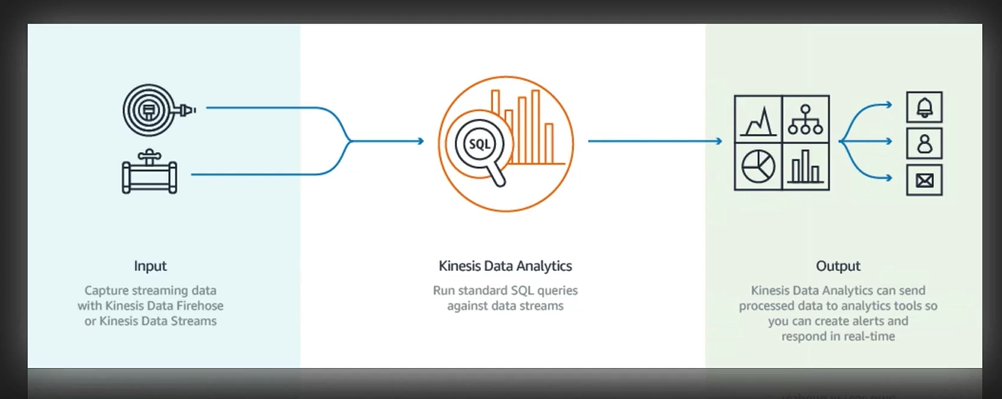 SQL
Input
Capture streaming data
with Kinesis Data Firehose
or Kinesis Data Streams
Kinesis Data Analytics
Run standard SQL queries
against data streams
Output
Kinesis Data Analytics can send
processed data to analytics tools so
you can create alerts and
respond in real-time